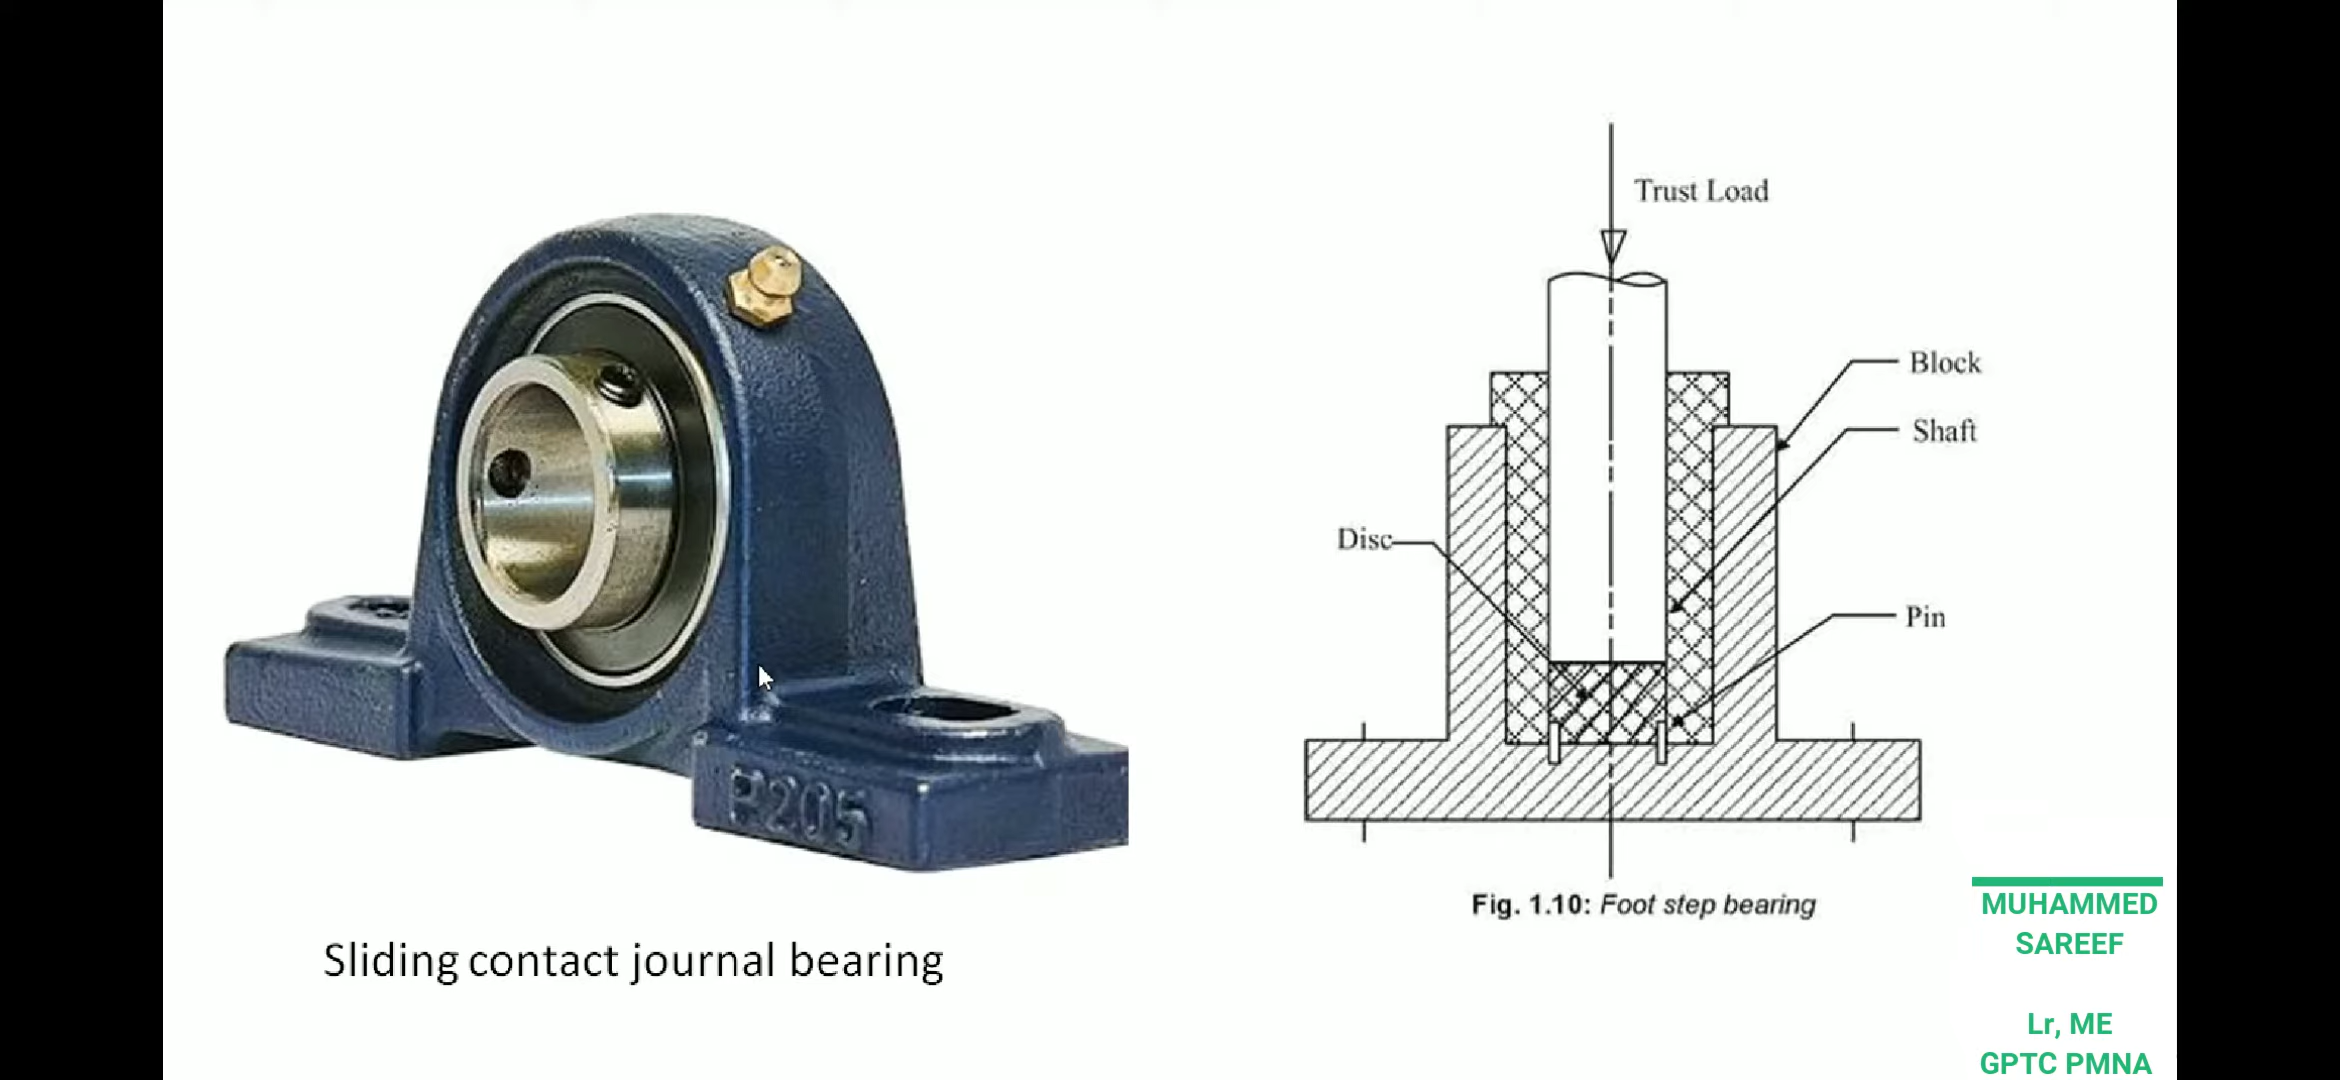 Trust Load
Block
Shaft
Disc
Pin
P205
Fig. 1.10: Foot step bearing
Sliding contact journal bearing
MUHAMMED
SAREEF
Lr, ME
GPTC PMNA